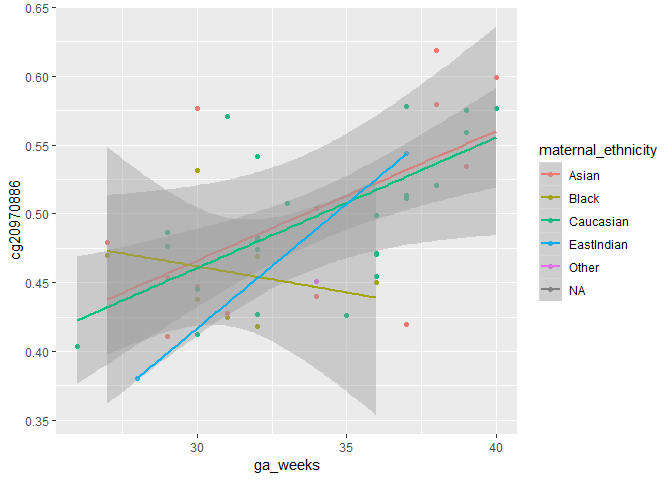 0.65
0.60
0.55
0.50
0.45
0.40
0.35
cg20970886
30
35
40
ga_weeks
maternal_ethnicity
Asian
Black
Caucasian
EastIndian
Other
NA